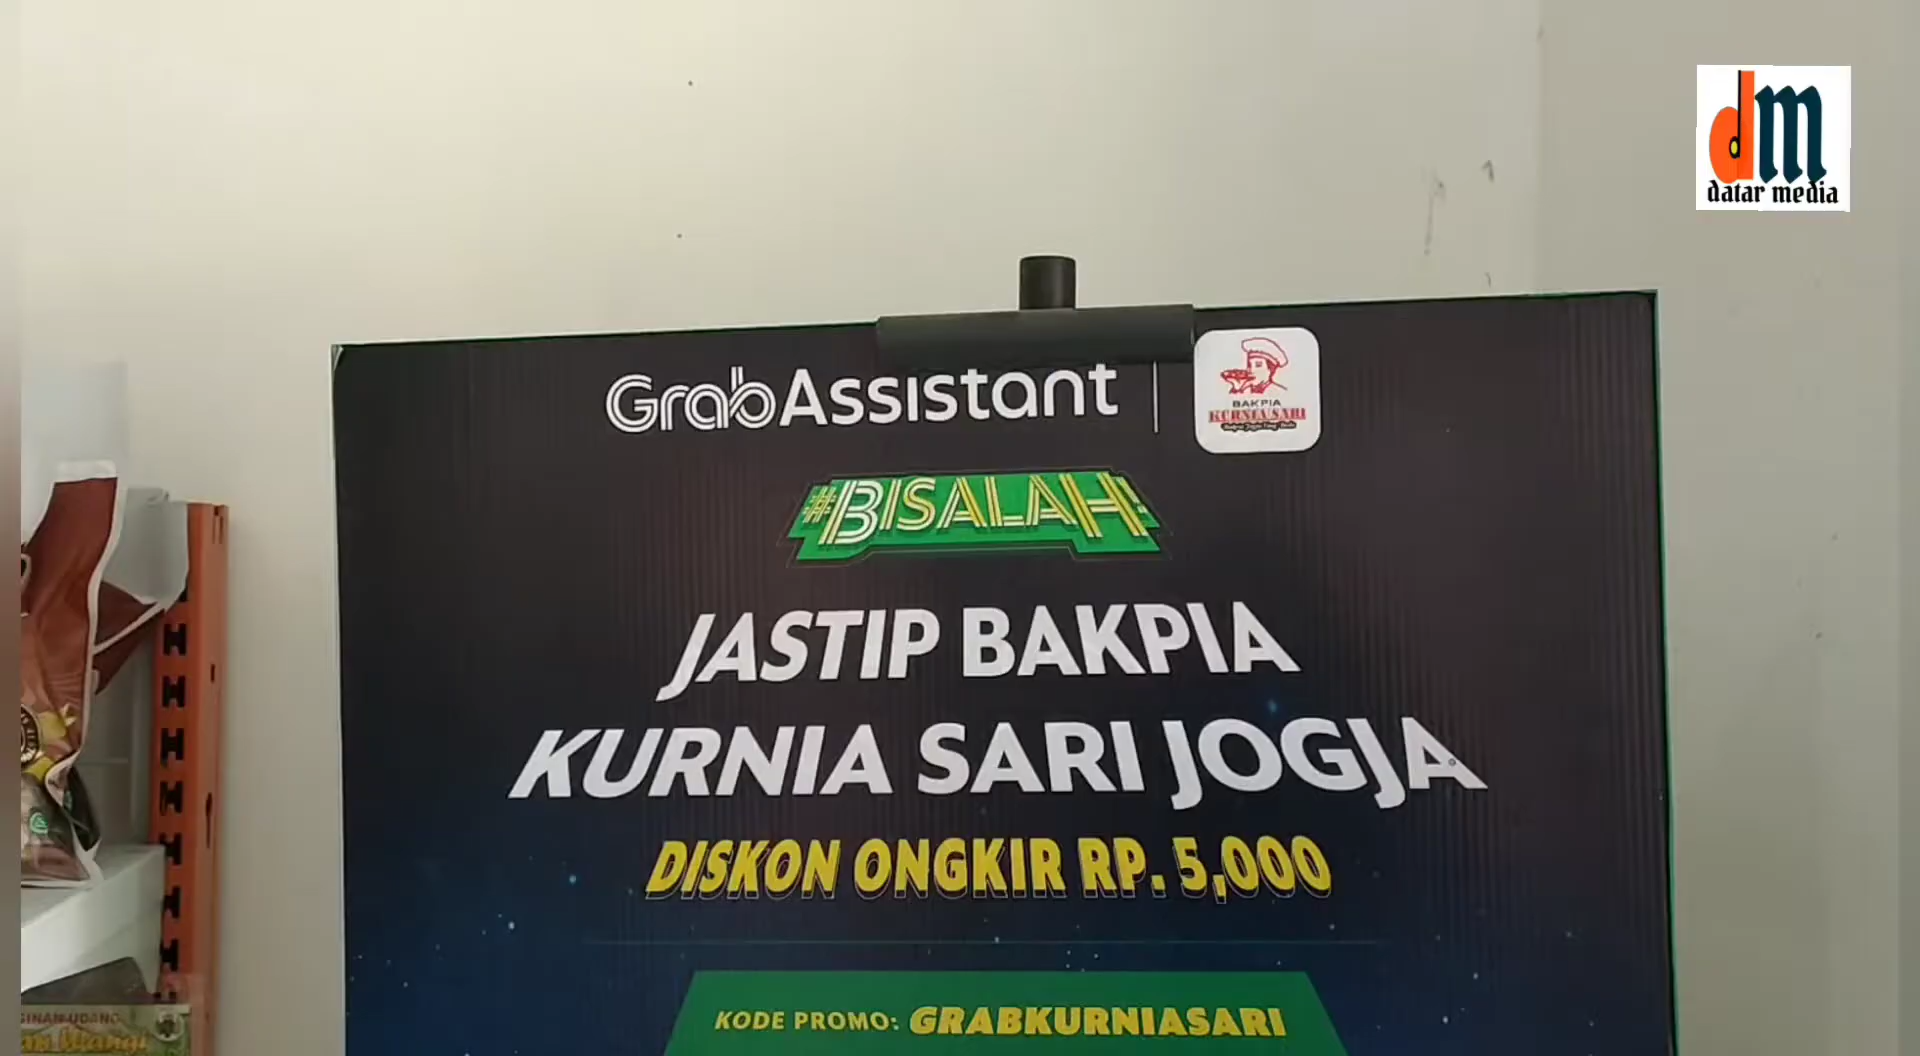 dm
datar media
GrabAssistant
BAKPIA
KURNIA SARI
#BISALAH!
JASTIP BAKPIA
KURNIA SARI JOGJA
DISKON ONGKIR RP. 5,000
KODE PROMO: GRABKURNIASARI
UDANG